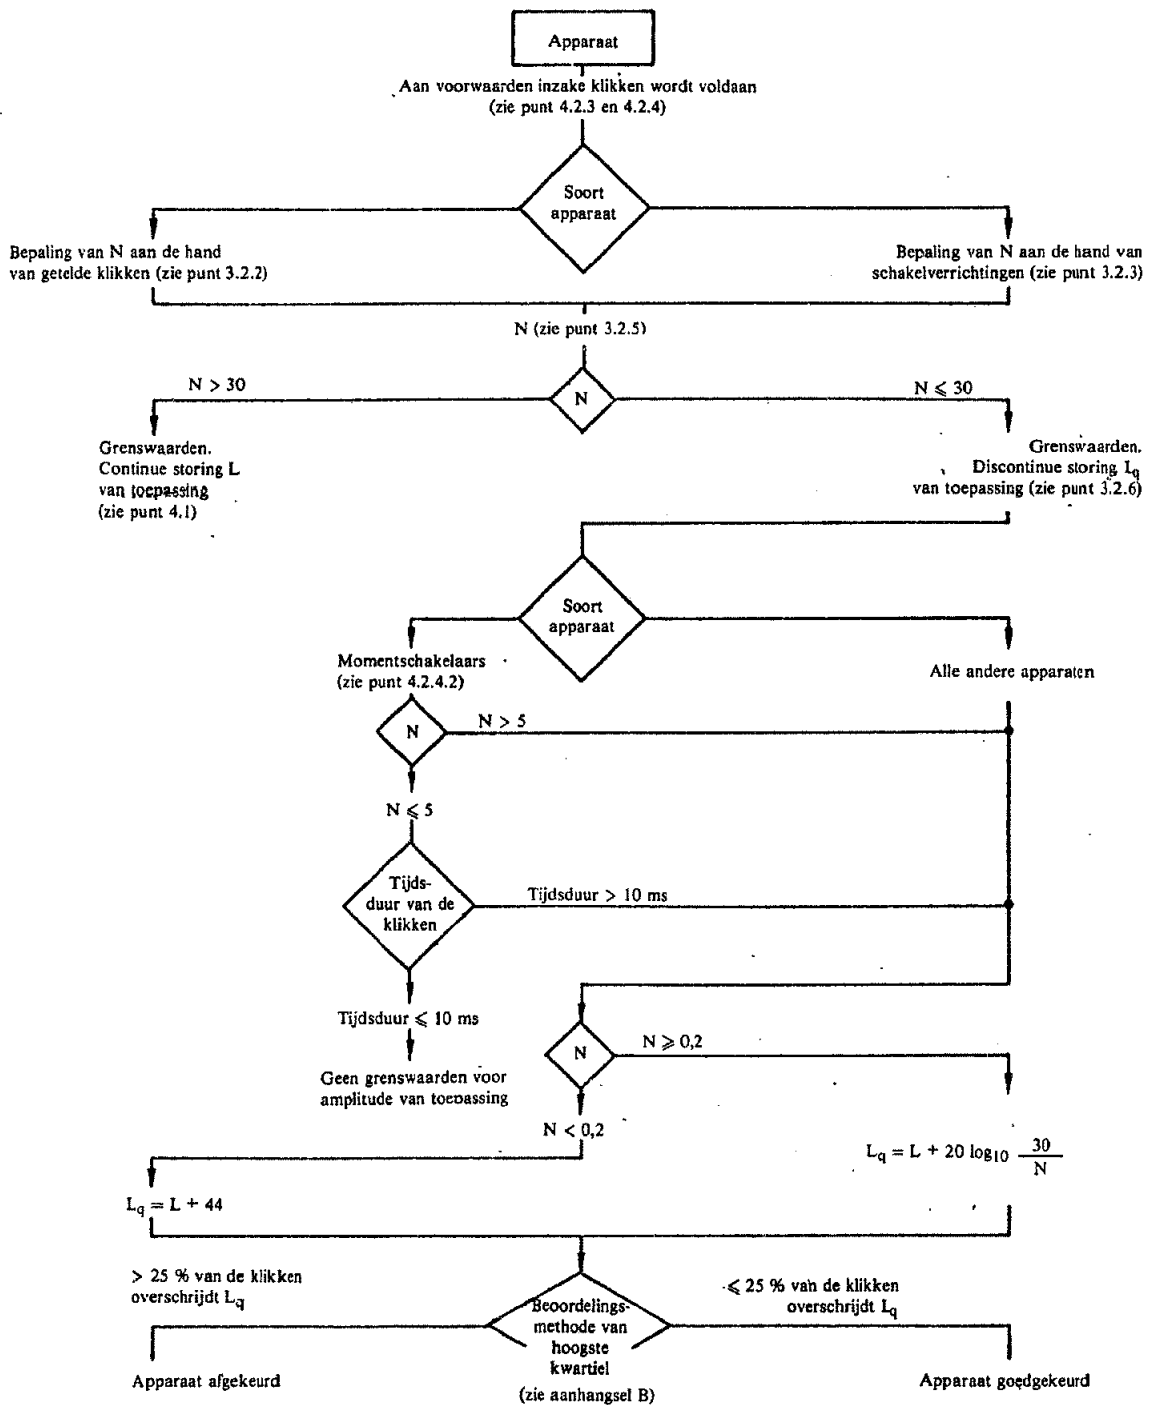 Apparaat
Aan voorwaarden inzake klikken wordt voldaan
(zie punt 4.2.3 en 4.2.4)
Soort
apparaat
Bepaling van N aan de hand
van getelde klikken (zie punt 3.2.2)
Bepaling van N aan de hand van
schakelverrichtingen (zie punt 3.2.3)
N (zie punt 3.2.5)
N
N > 30
N ⩽ 30
Grenswaarden.
Continue storing L
van toepassing
(zie punt 4.1)
Grenswaarden.
Discontinue storing Lq
van toepassing (zie punt 3.2.6)
Soort
apparaat
Momentschakelaars
(zie punt 4.2.4.2)
Alle andere apparaten
N
N > 5
N ⩽ 5
Tijds-
duur van de
klikken
Tijdsduur > 10 ms
Tijdsduur ⩽ 10 ms
Geen grenswaarden voor
amplitude van toepassing
N
N ⩾ 0,2
N < 0,2
Lq = L + 20 log10 30/N
Lq = L + 44
> 25 % van de klikken
overschrijdt Lq
⩽ 25 % van de klikken
overschrijdt Lq
Beoordelings-
methode van
hoogste
kwartiel
(zie aanhangsel B)
Apparaat afgekeurd
Apparaat goedgekeurd